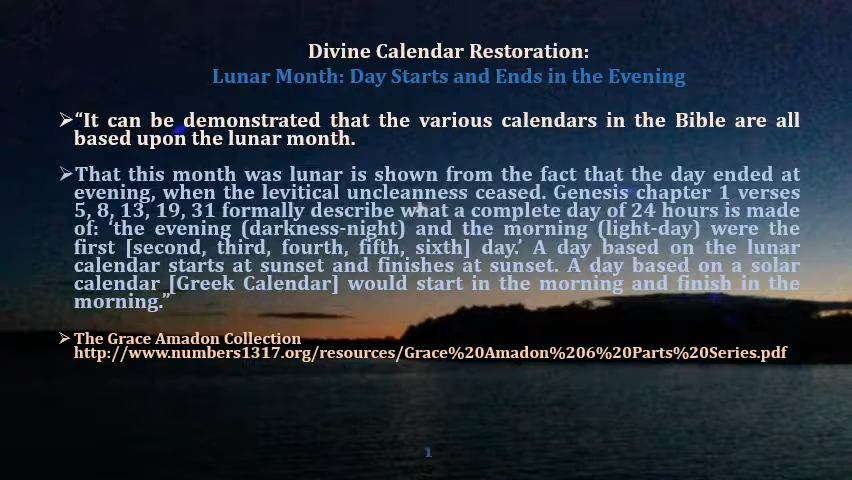 Divine Calendar Restoration:
Lunar Month: Day Starts and Ends in the Evening
➢“It can be demonstrated that the various calendars in the Bible are all
based upon the lunar month.
➢That this month was lunar is shown from the fact that the day ended at
evening, when the levitical uncleanness ceased. Genesis chapter 1 verses
5, 8, 13, 19, 31 formally describe what a complete day of 24 hours is made
of: ‘the evening (darkness-night) and the morning (light-day) were the
first [second, third, fourth, fifth, sixth] day.’ A day based on the lunar
calendar starts at sunset and finishes at sunset. A day based on a solar
calendar [Greek Calendar] would start in the morning and finish in the
morning.”
➢The Grace Amadon Collection
http://www.numbers1317.org/resources/Grace%20Amadon%206%20Parts%20Series.pdf
1